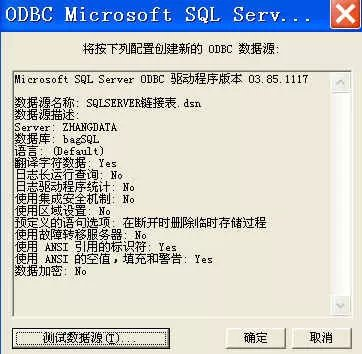 ODBC Microsoft SQL Serv...
将按下列配置创建新的 ODBC 数据源:
Microsoft SQL Server ODBC 驱动程序版本 03.85.1117
数据源名称: SQLSERVER链接表.dsn
数据源描述:
Server: ZHANGDATA
数据库: bagSQL
语言: (Default)
翻译字符数据: Yes
日志长运行查询: No
日志驱动程序统计: No
使用集成安全机制: No
使用区域设置: No
预定义的语句选项: 在断开时删除临时存储过程
使用故障转移服务器: No
使用 ANSI 引用的标识符: Yes
使用 ANSI 的空值，填充和警告: Yes
数据加密: No
测试数据源(T)...
确定
取消